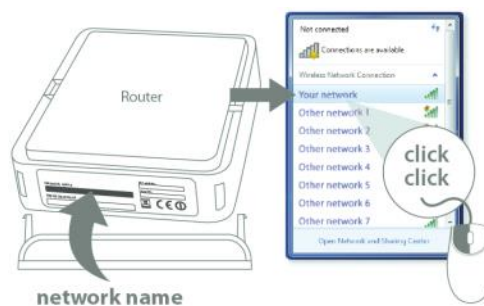 Router
network name
Not connected
Connections are available
Wireless Network Connection
Your network
Other network 1
Other network 2
Other network 3
Other network 4
Other network 5
Other network 6
Other network 7
Open Network and Sharing Center
click
click